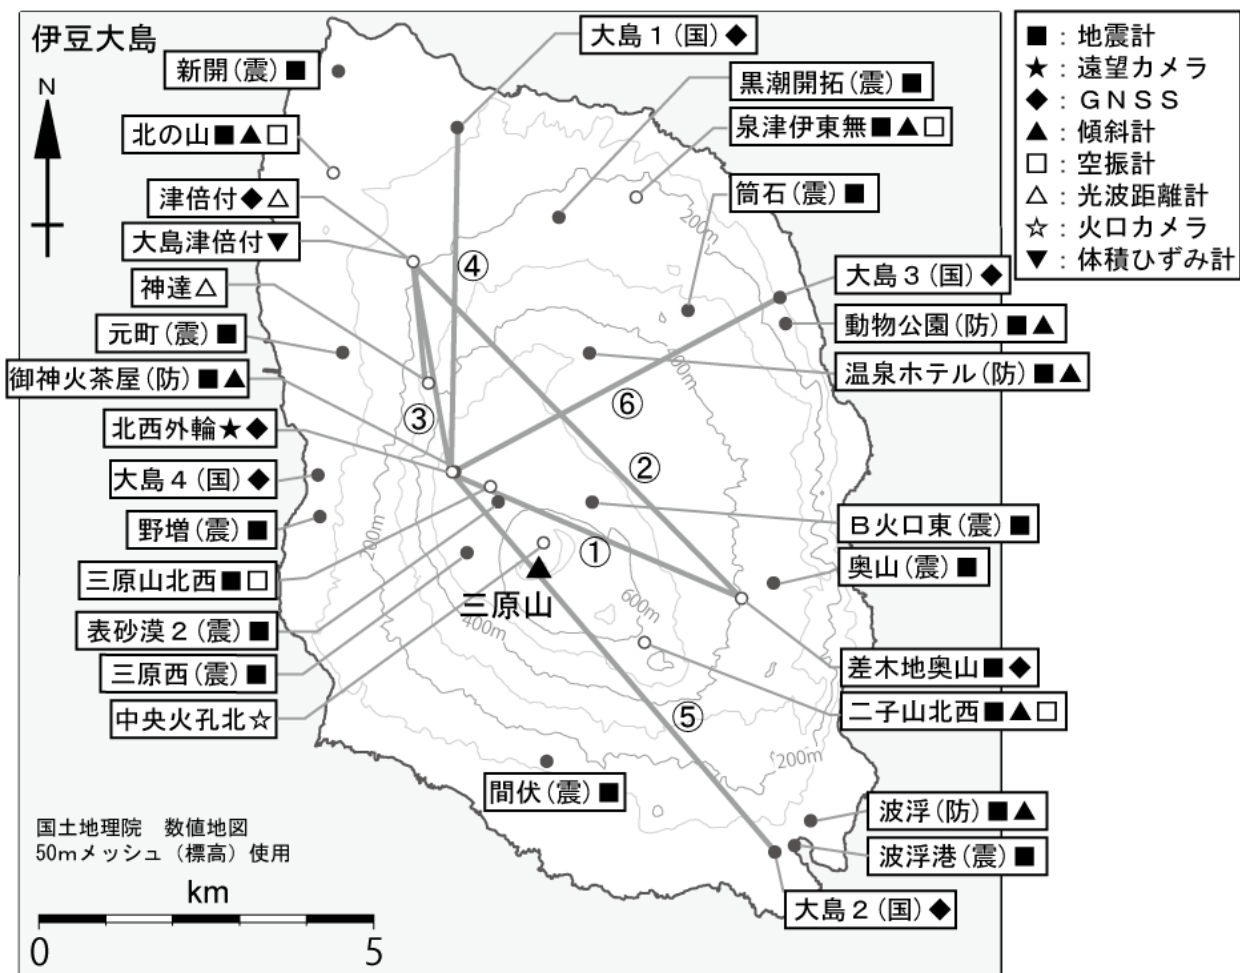 伊豆大島
N
大島１(国)◆
新開(震)■
黒潮開拓(震)■
北の山■▲□
泉津伊東無■▲□
津倍付◆△
筒石(震)■
大島津倍付▼
神達△
大島３(国)◆
元町(震)■
動物公園(防)■▲
御神火茶屋(防)■▲
温泉ホテル(防)■▲
北西外輪★◆
大島４(国)◆
野増(震)■
Ｂ火口東(震)■
三原山北西■□
奥山(震)■
表砂漠２(震)■
三原西(震)■
差木地奥山■◆
中央火孔北☆
二子山北西■▲□
間伏(震)■
波浮(防)■▲
波浮港(震)■
大島２(国)◆
三原山
①
②
③
④
⑤
⑥
200m
200m
400m
600m
200m
■：地震計
★：遠望カメラ
◆：ＧＮＳＳ
▲：傾斜計
□：空振計
△：光波距離計
☆：火口カメラ
▼：体積ひずみ計
国土地理院　数値地図
50mメッシュ（標高）使用
km
0 5